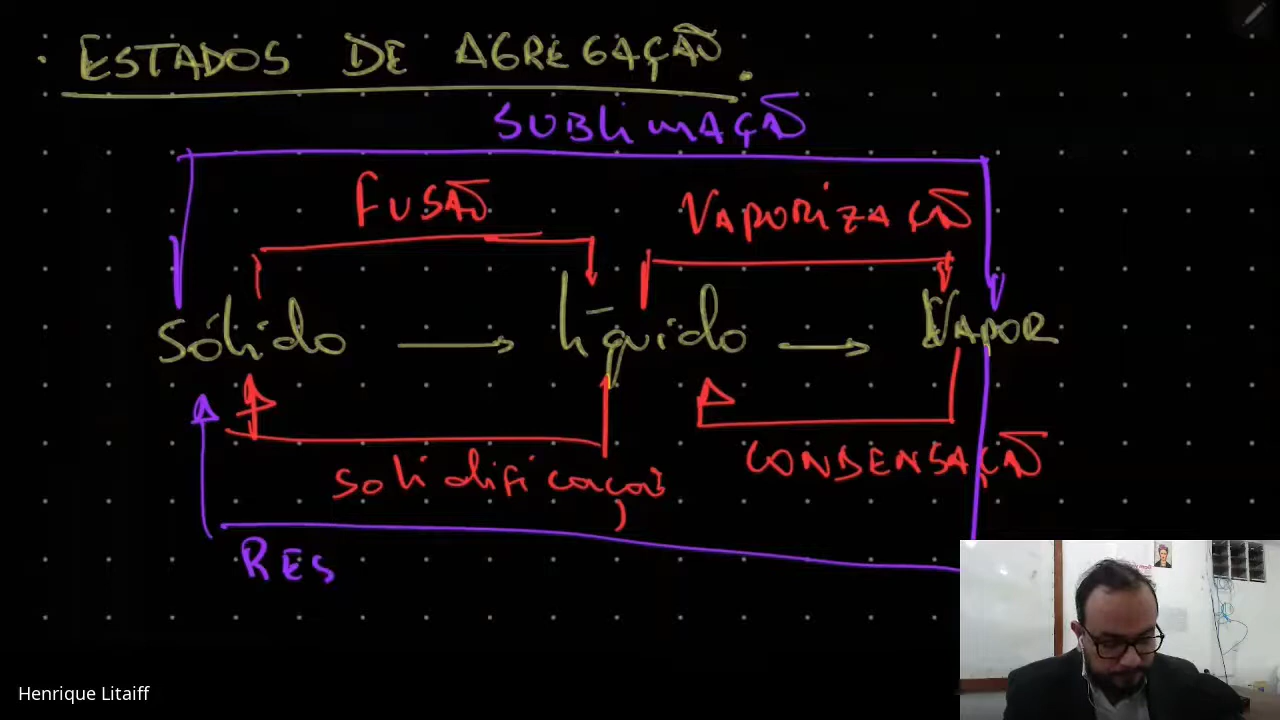 · ESTADOS DE AGREGAÇÃO.
SUBLIMAÇÃO
FUSÃO
VAPORIZAÇÃO
Sólido → Líquido → VAPOR
CONDENSAÇÃO
Solidificação
RES
Henrique Litaiff